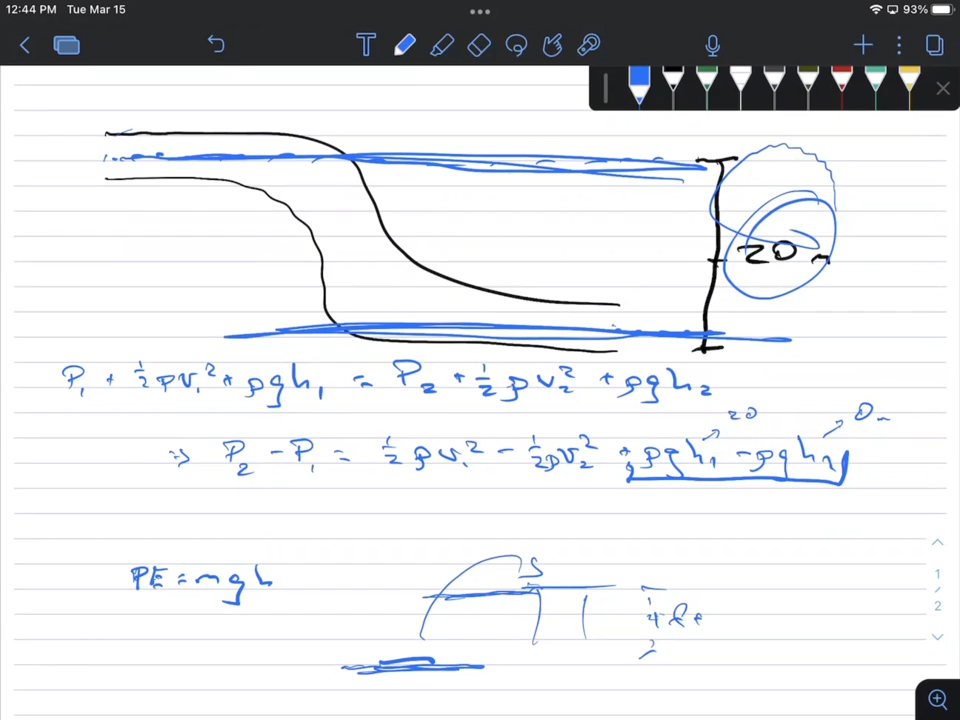 12:44 PM Tue Mar 15
93%
T
20 m
P₁ + ½ρv₁² + ρgh₁ = P₂ + ½ρv₂² + ρgh₂
20
0 m
⇒ P₂ - P₁ = ½ρv₁² - ½ρv₂² + ρgh₁ - ρgh₂
PE = mgh
1
2